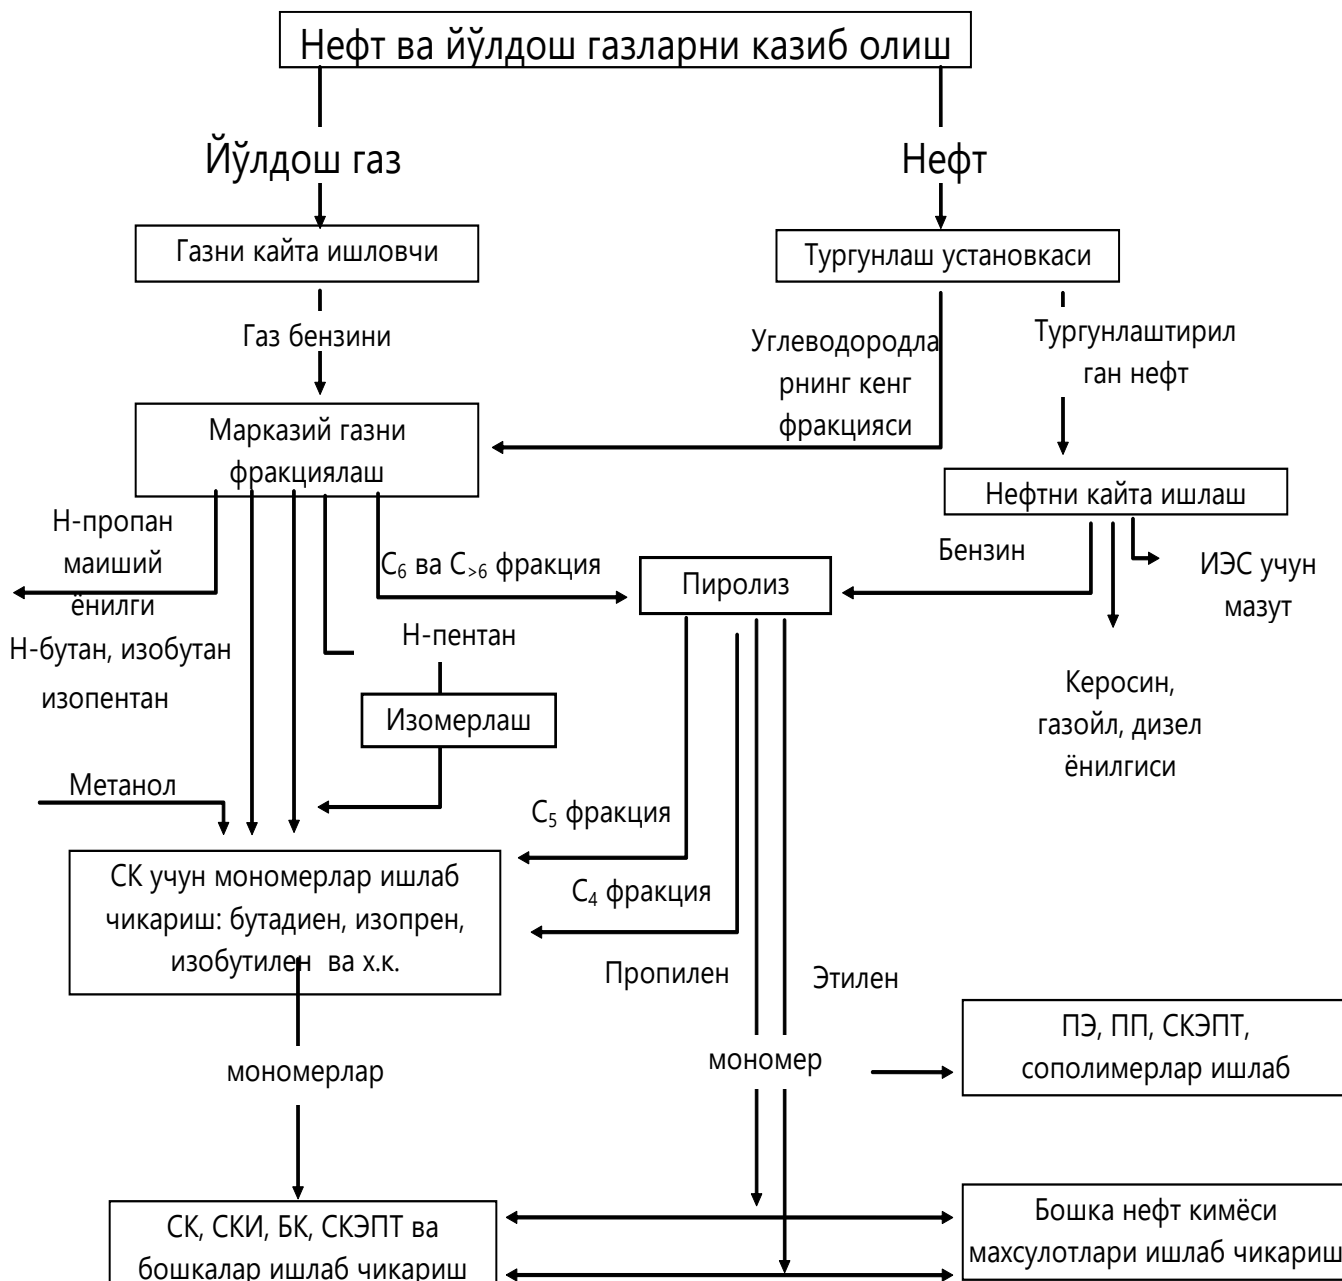 Нефт ва йўлдош газларни казиб олиш
Йўлдош газ
Нефт
Газни кайта ишловчи
Тургунлаш установкаси
Газ бензини
Углеводородла
рнинг кенг
фракцияси
Тургунлаштирил
ган нефт
Марказий газни
фракциялаш
Нефтни кайта ишлаш
Н-пропан
маиший
ёнилги
C₆ ва C>₆ фракция
Пиролиз
Бензин
ИЭС учун
мазут
Н-бутан, изобутан
изопентан
Н-пентан
Изомерлаш
Керосин,
газойл, дизел
ёнилгиси
Метанол
C₅ фракция
СК учун мономерлар ишлаб
чикариш: бутадиен, изопрен,
изобутилен ва х.к.
C₄ фракция
Пропилен
Этилен
мономерлар
мономер
ПЭ, ПП, СКЭПТ,
сополимерлар ишлаб
СК, СКИ, БК, СКЭПТ ва
бошкалар ишлаб чикариш
Бошка нефт кимёси
махсулотлари ишлаб чикариш